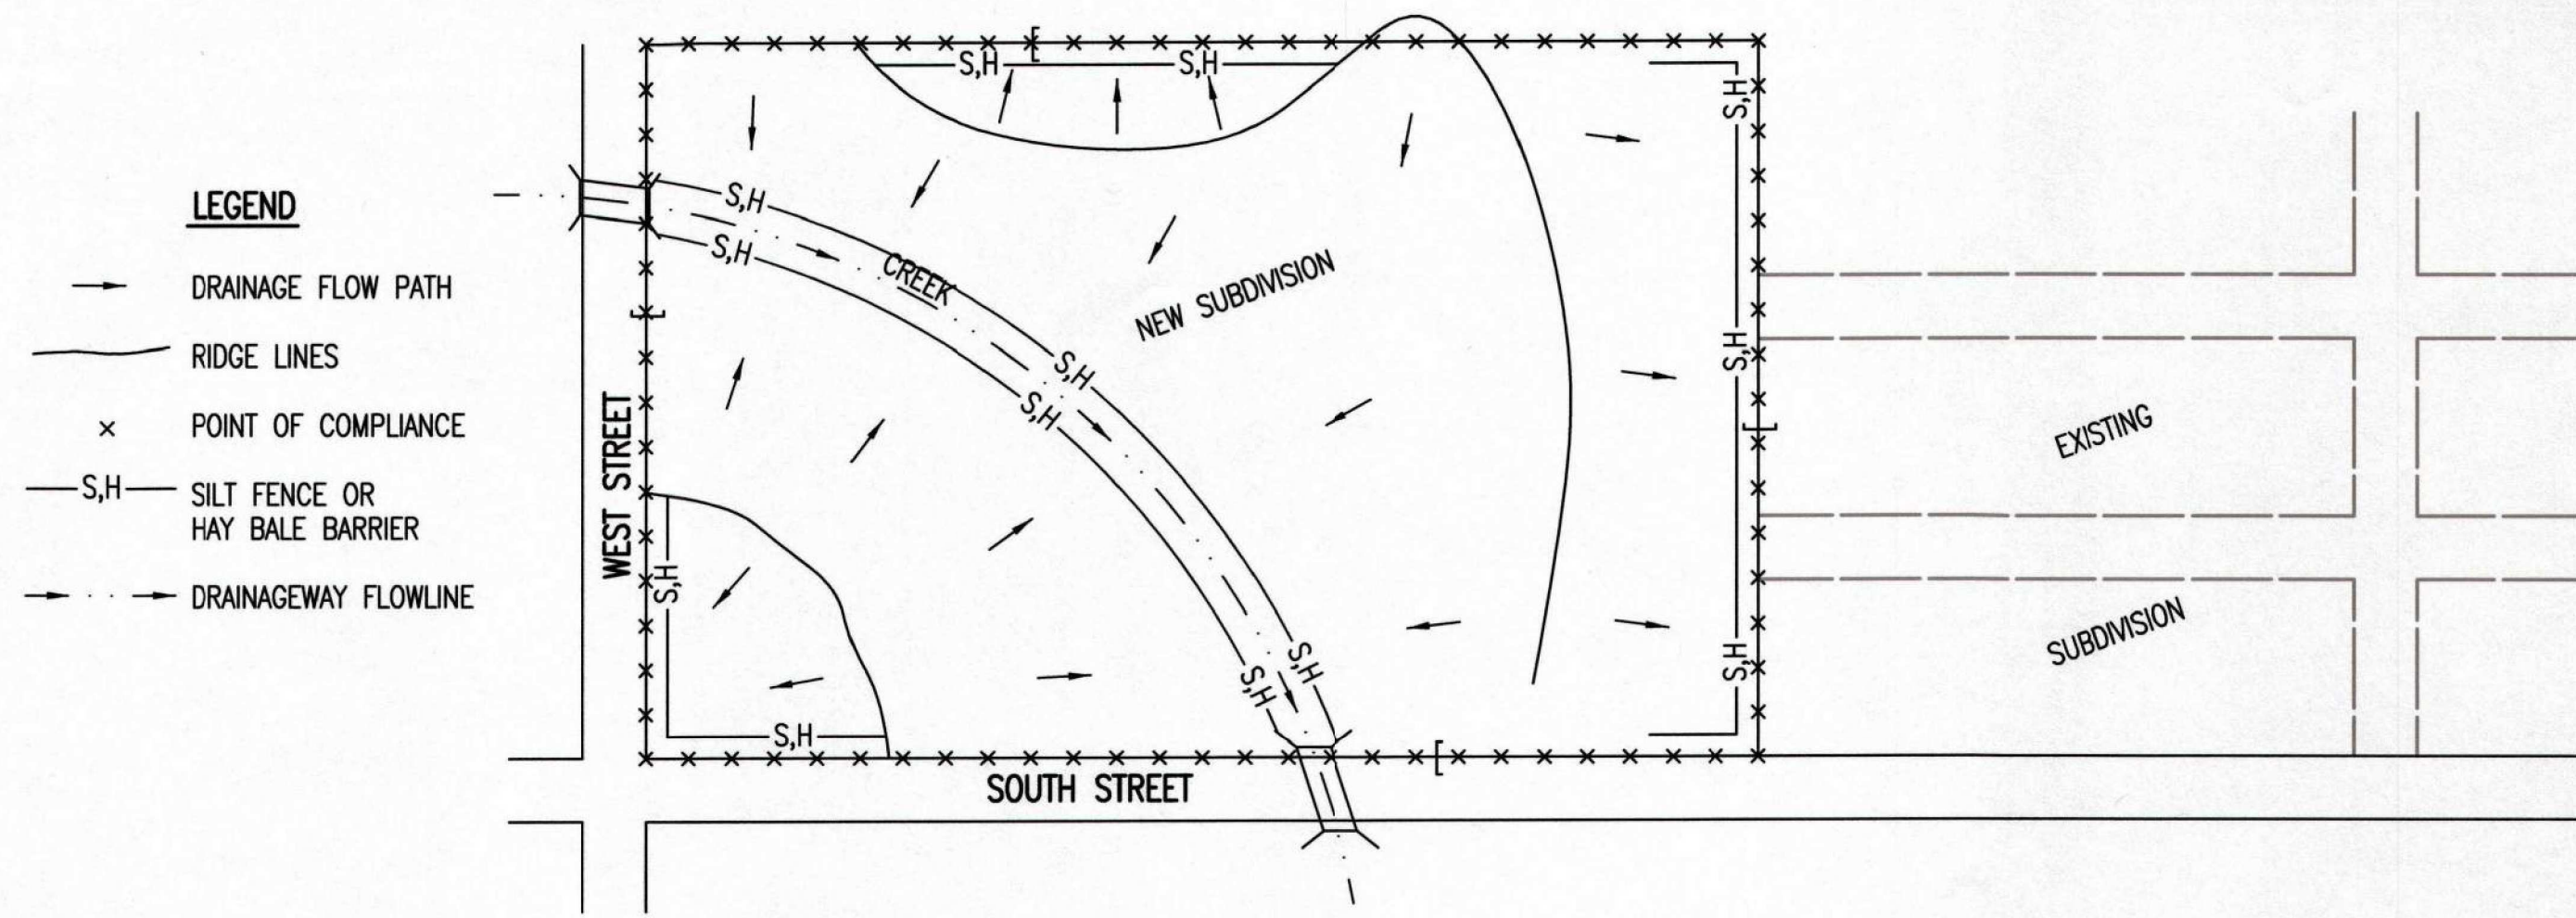 LEGEND
DRAINAGE FLOW PATH
RIDGE LINES
POINT OF COMPLIANCE
S,H
SILT FENCE OR
HAY BALE BARRIER
DRAINAGEWAY FLOWLINE
WEST STREET
S,H
S,H
S,H
S,H
CREEK
NEW SUBDIVISION
S,H
S,H
S,H
S,H
S,H
S,H
S,H
S,H
S,H
SOUTH STREET
EXISTING
SUBDIVISION